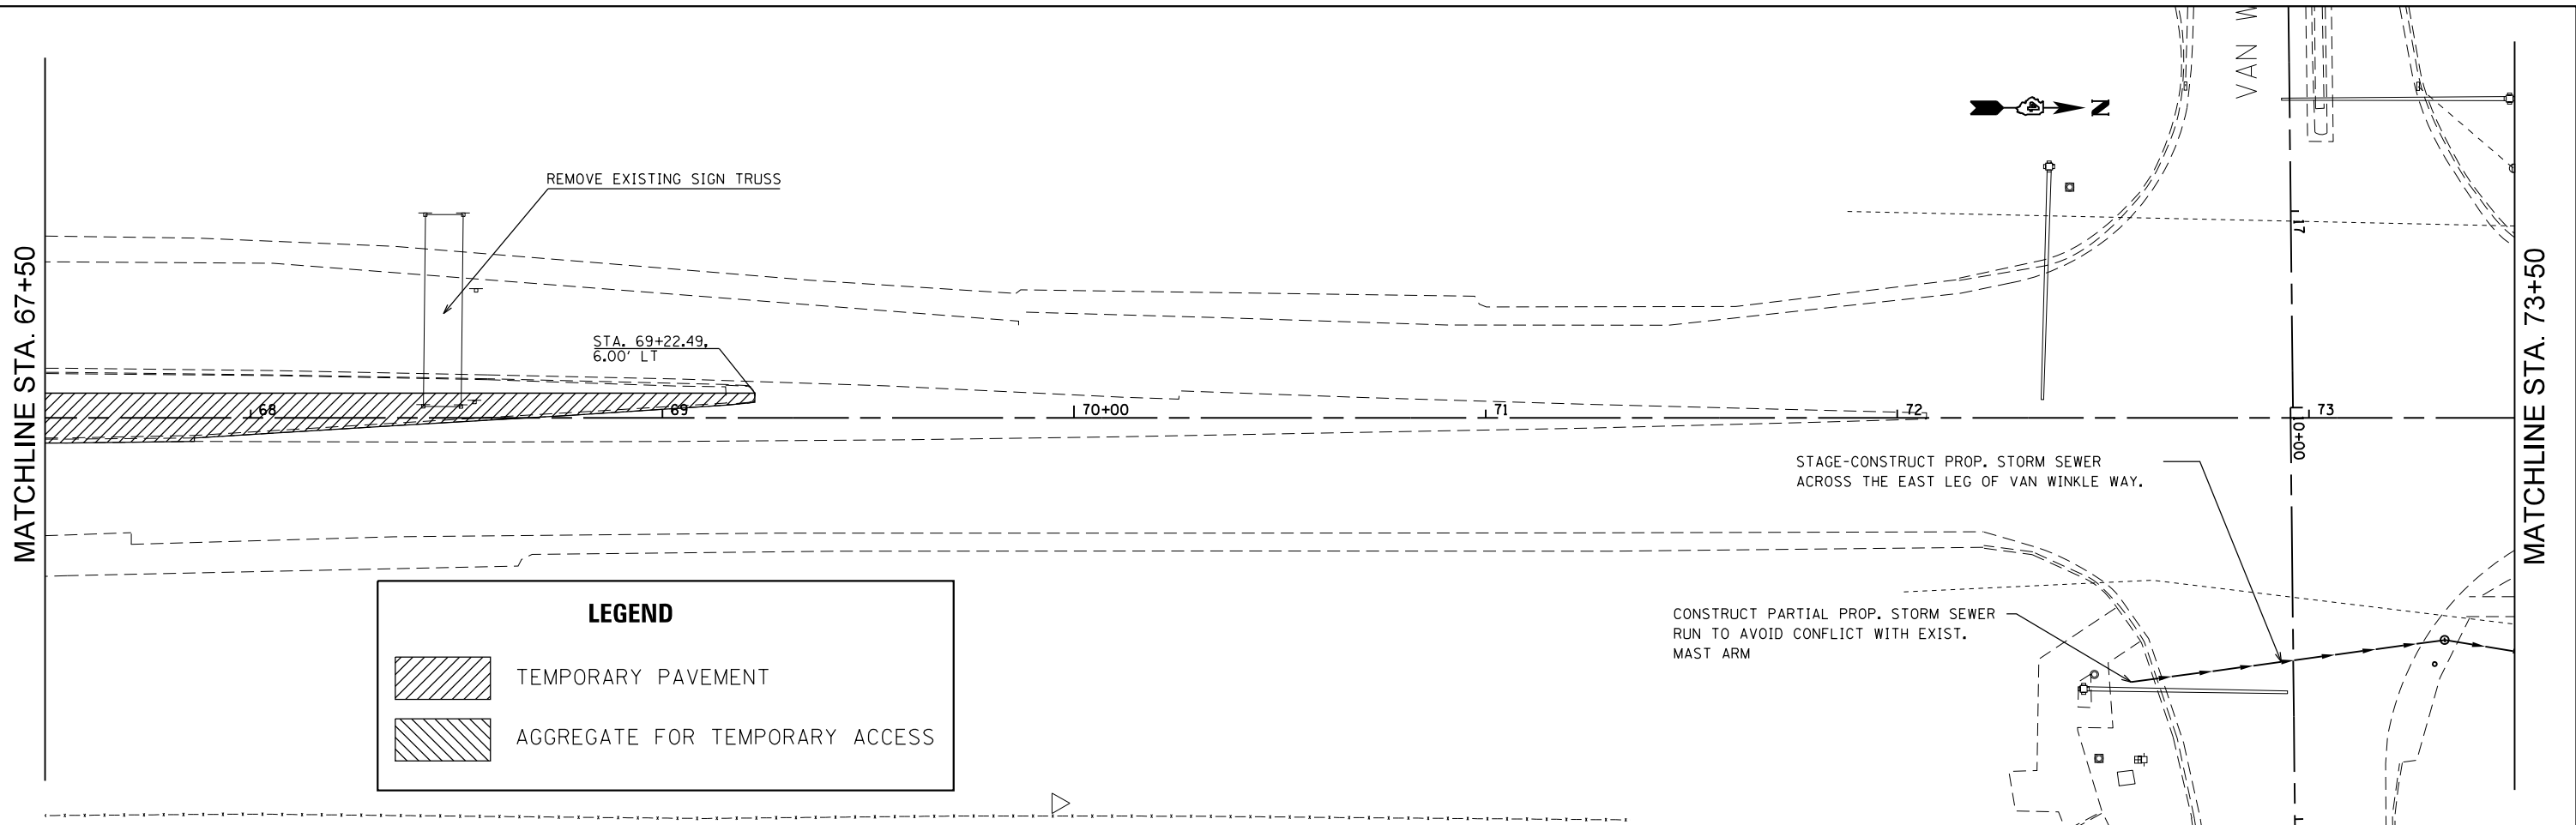 VAN W
N
REMOVE EXISTING SIGN TRUSS
17
MATCHLINE STA. 67+50
MATCHLINE STA. 73+50
STA. 69+22.49,
6.00' LT
68
69
70+00
71
72
73
10+00
STAGE-CONSTRUCT PROP. STORM SEWER
ACROSS THE EAST LEG OF VAN WINKLE WAY.
LEGEND
TEMPORARY PAVEMENT
AGGREGATE FOR TEMPORARY ACCESS
CONSTRUCT PARTIAL PROP. STORM SEWER
RUN TO AVOID CONFLICT WITH EXIST.
MAST ARM